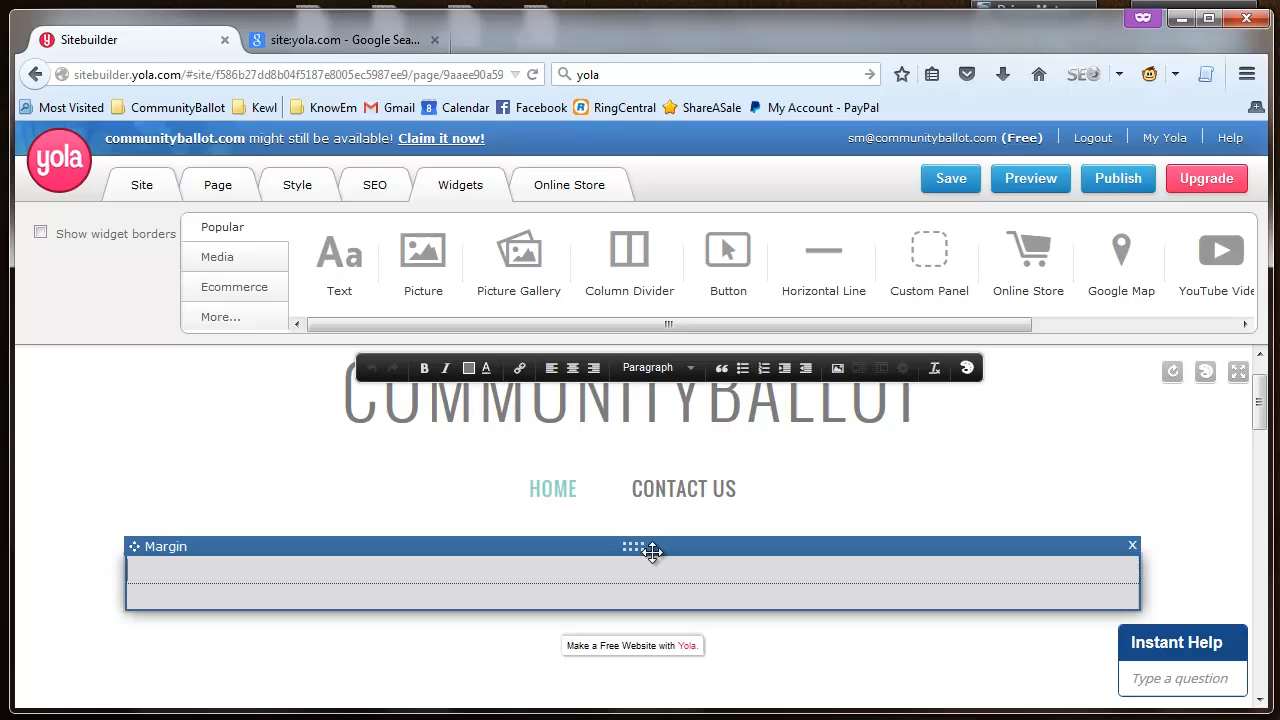 Sitebuilder
site:yola.com - Google Sea...
sitebuilder.yola.com/#site/f586b27dd8b04f5187e8005ec5987ee9/page/9aaee90a59
yola
SEO
Most Visited CommunityBallot Kewl KnowEm Gmail 8 Calendar Facebook RingCentral ShareASale My Account - PayPal
communityballot.com might still be available! Claim it now!
sm@communityballot.com (Free) Logout My Yola Help
yola
Site Page Style SEO Widgets Online Store
Save Preview Publish Upgrade
Show widget borders
Popular
Media
Ecommerce
More...
Aa
Text Picture Picture Gallery Column Divider Button Horizontal Line Custom Panel Online Store Google Map YouTube Vide
B I A Paragraph
COMMUNITYBALLOT
HOME CONTACT US
Margin X
Make a Free Website with Yola.
Instant Help
Type a question